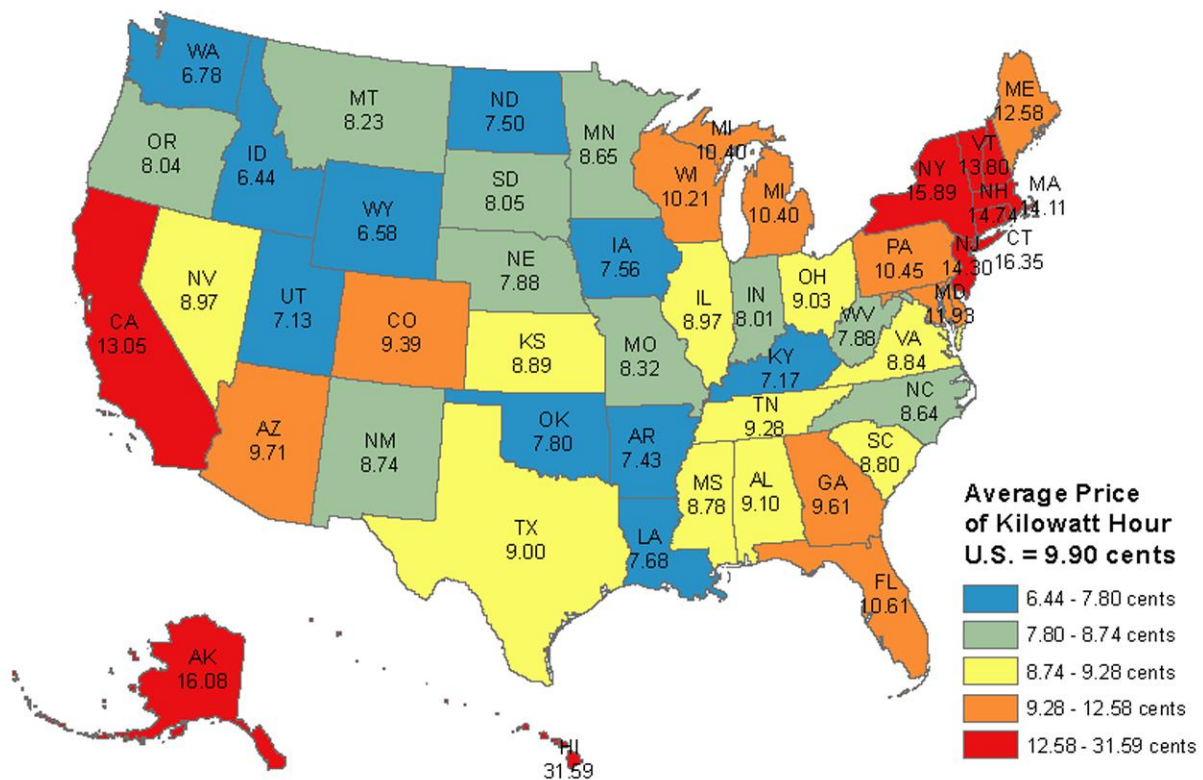 WA
6.78
MT
8.23
ND
7.50
MN
8.65
OR
8.04
ID
6.44
SD
8.05
WY
6.58
WI
10.21
MI
10.40
MI
10.40
NY
15.89
VT
13.80
ME
12.58
NH
14.74
MA
14.11
CT
16.35
NJ
14.30
PA
10.45
MD
11.93
NV
8.97
UT
7.13
CO
9.39
NE
7.88
IA
7.56
IL
8.97
IN
8.01
OH
9.03
WV
7.88
VA
8.84
CA
13.05
KS
8.89
MO
8.32
KY
7.17
NC
8.64
TN
9.28
AZ
9.71
NM
8.74
OK
7.80
AR
7.43
SC
8.80
MS
8.78
AL
9.10
GA
9.61
TX
9.00
LA
7.68
FL
10.61
AK
16.08
HI
31.59
Average Price
of Kilowatt Hour
U.S. = 9.90 cents
6.44 - 7.80 cents
7.80 - 8.74 cents
8.74 - 9.28 cents
9.28 - 12.58 cents
12.58 - 31.59 cents